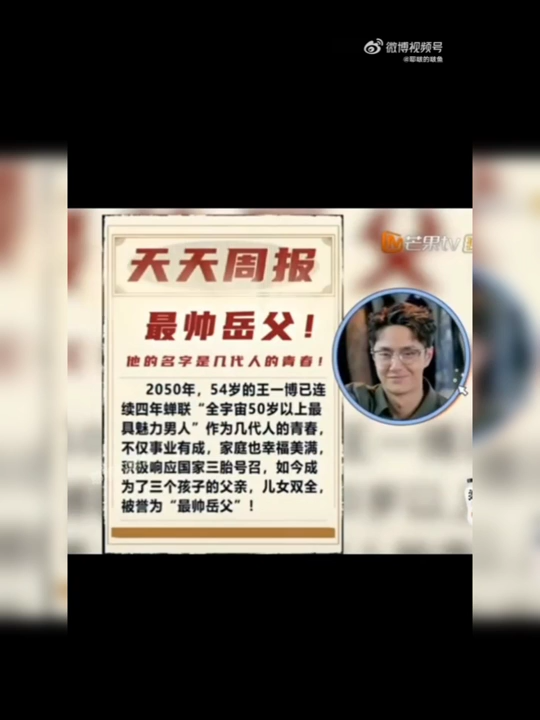 微博视频号
天天周报
芒果tv
最帅岳父！
他的名字是几代人的青春！
2050年，54岁的王一博已连
续四年蝉联“全宇宙50岁以上最
具魅力男人”作为几代人的青春，
不仅事业有成，家庭也幸福美满，
积极响应国家三胎号召，如今成
为了三个孩子的父亲，儿女双全，
被誉为“最帅岳父”！